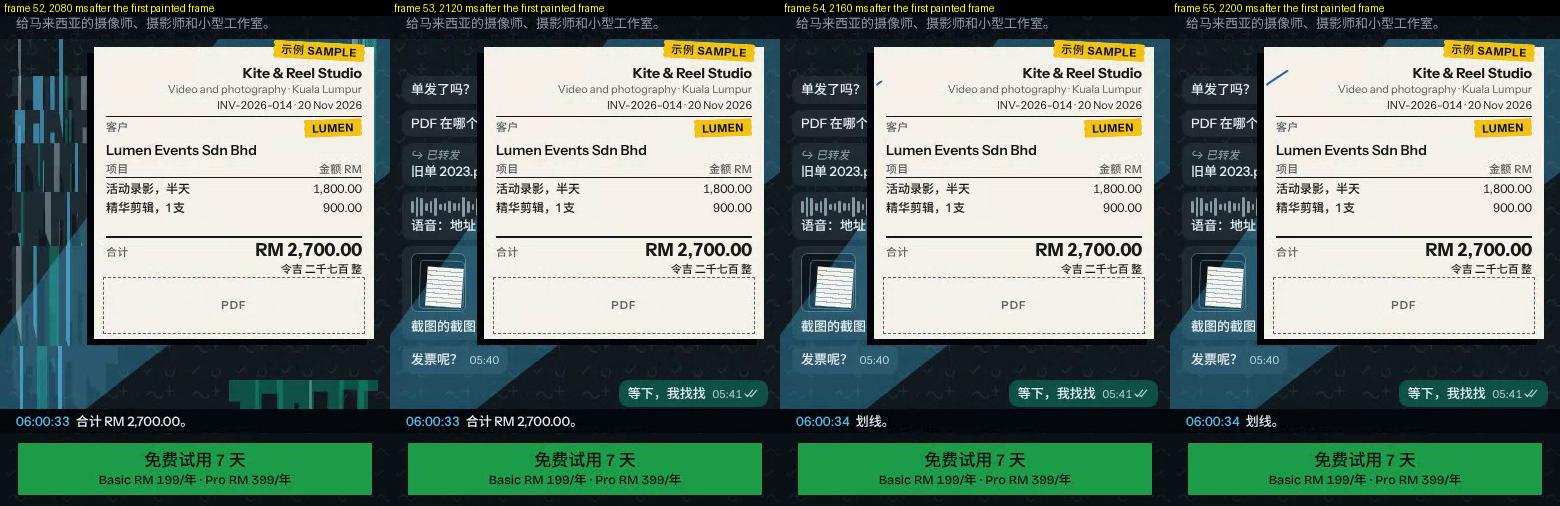 frame 52, 2080 ms after the first painted frame
给马来西亚的摄像师、摄影师和小型工作室。
示例 SAMPLE
Kite & Reel Studio
Video and photography · Kuala Lumpur
INV-2026-014 · 20 Nov 2026
客户
LUMEN
Lumen Events Sdn Bhd
项目 金额 RM
活动录影，半天 1,800.00
精华剪辑，1支 900.00
合计 RM 2,700.00
令吉 二千七百 整
PDF
06:00:33 合计 RM 2,700.00。
免费试用 7 天
Basic RM 199/年 · Pro RM 399/年
frame 53, 2120 ms after the first painted frame
给马来西亚的摄像师、摄影师和小型工作室。
单发了吗?
PDF 在哪个
已转发
旧单 2023.
语音：地址
截图的截图
发票呢? 05:40
等下，我找找 05:41
示例 SAMPLE
Kite & Reel Studio
Video and photography · Kuala Lumpur
INV-2026-014 · 20 Nov 2026
客户
LUMEN
Lumen Events Sdn Bhd
项目 金额 RM
活动录影，半天 1,800.00
精华剪辑，1支 900.00
合计 RM 2,700.00
令吉 二千七百 整
PDF
06:00:33 合计 RM 2,700.00。
免费试用 7 天
Basic RM 199/年 · Pro RM 399/年
frame 54, 2160 ms after the first painted frame
给马来西亚的摄像师、摄影师和小型工作室。
单发了吗?
PDF 在哪个
已转发
旧单 2023.
语音：地址
截图的截图
发票呢? 05:40
等下，我找找 05:41
示例 SAMPLE
Kite & Reel Studio
Video and photography · Kuala Lumpur
INV-2026-014 · 20 Nov 2026
客户
LUMEN
Lumen Events Sdn Bhd
项目 金额 RM
活动录影，半天 1,800.00
精华剪辑，1支 900.00
合计 RM 2,700.00
令吉 二千七百 整
PDF
06:00:34 划线。
免费试用 7 天
Basic RM 199/年 · Pro RM 399/年
frame 55, 2200 ms after the first painted frame
给马来西亚的摄像师、摄影师和小型工作室。
单发了吗?
PDF 在哪个
已转发
旧单 2023.
语音：地址
截图的截图
发票呢? 05:40
等下，我找找 05:41
示例 SAMPLE
Kite & Reel Studio
Video and photography · Kuala Lumpur
INV-2026-014 · 20 Nov 2026
客户
LUMEN
Lumen Events Sdn Bhd
项目 金额 RM
活动录影，半天 1,800.00
精华剪辑，1支 900.00
合计 RM 2,700.00
令吉 二千七百 整
PDF
06:00:34 划线。
免费试用 7 天
Basic RM 199/年 · Pro RM 399/年